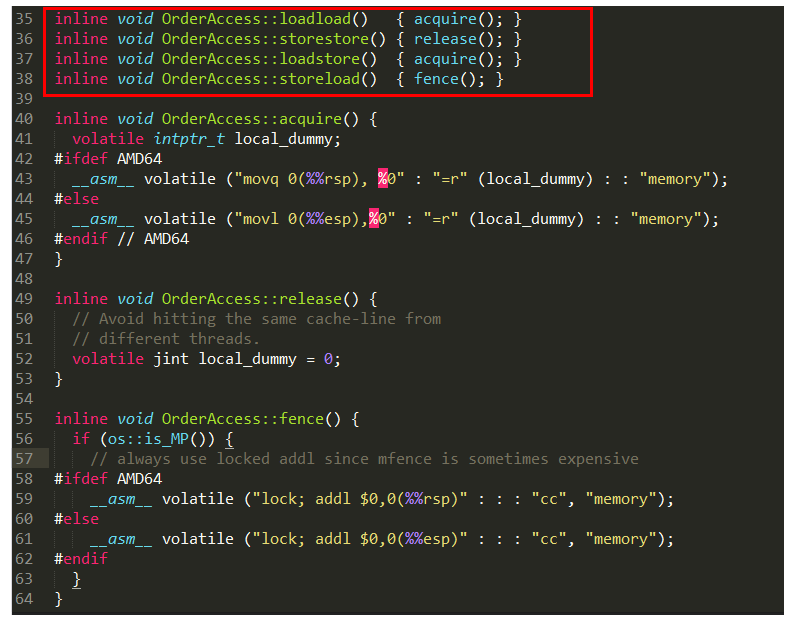 35 inline void OrderAccess::loadload()   { acquire(); }
36 inline void OrderAccess::storestore() { release(); }
37 inline void OrderAccess::loadstore()  { acquire(); }
38 inline void OrderAccess::storeload()  { fence(); }
39
40 inline void OrderAccess::acquire() {
41   volatile intptr_t local_dummy;
42 #ifdef AMD64
43   __asm__ volatile ("movq 0(%%rsp), %0" : "=r" (local_dummy) : : "memory");
44 #else
45   __asm__ volatile ("movl 0(%%esp),%0" : "=r" (local_dummy) : : "memory");
46 #endif // AMD64
47 }
48
49 inline void OrderAccess::release() {
50   // Avoid hitting the same cache-line from
51   // different threads.
52   volatile jint local_dummy = 0;
53 }
54
55 inline void OrderAccess::fence() {
56   if (os::is_MP()) {
57     // always use locked addl since mfence is sometimes expensive
58 #ifdef AMD64
59     __asm__ volatile ("lock; addl $0,0(%%rsp)" : : : "cc", "memory");
60 #else
61     __asm__ volatile ("lock; addl $0,0(%%esp)" : : : "cc", "memory");
62 #endif
63   }
64 }